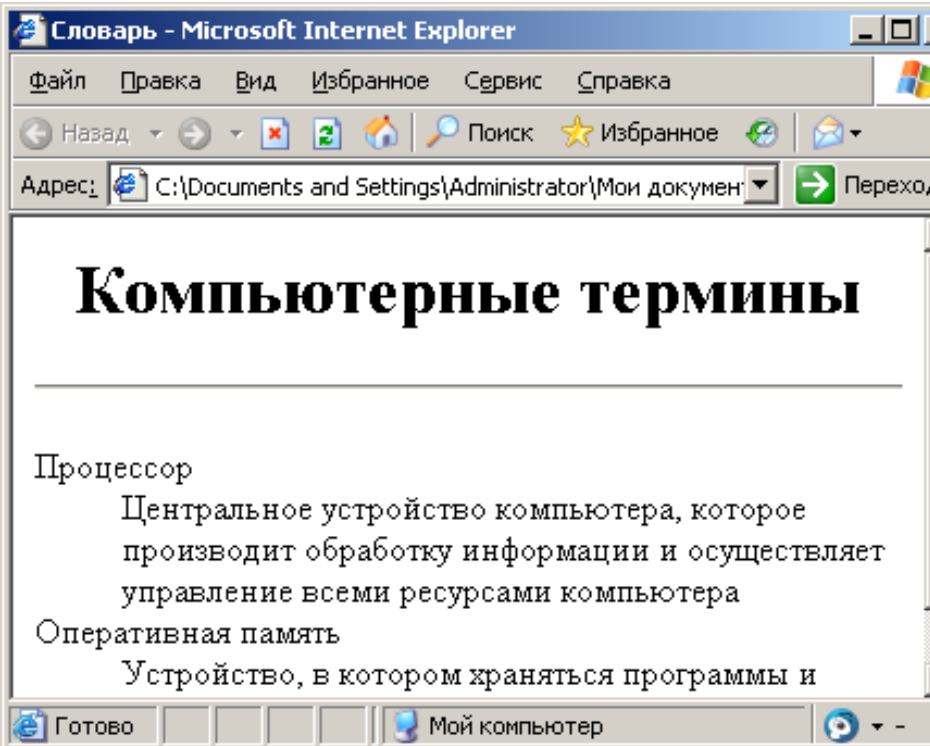 Словарь - Microsoft Internet Explorer
Файл Правка Вид Избранное Сервис Справка
Назад Поиск Избранное
Адрес: C:\Documents and Settings\Administrator\Мои
Компьютерные термины
Процессор
Центральное устройство компьютера, которое
производит обработку информации и осуществляет
управление всеми ресурсами компьютера
Оперативная память
Устройство, в котором храняться программы и
Готово Мой компьютер